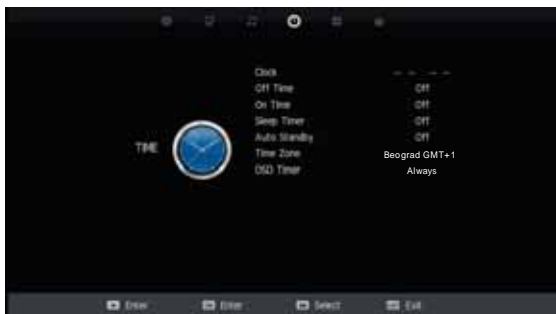 Clock -- --
Off Time Off
On Time Off
Sleep Timer Off
Auto Standby Off
TIME
Time Zone Beograd GMT+1
OSD Timer Always
Enter Enter Select Exit